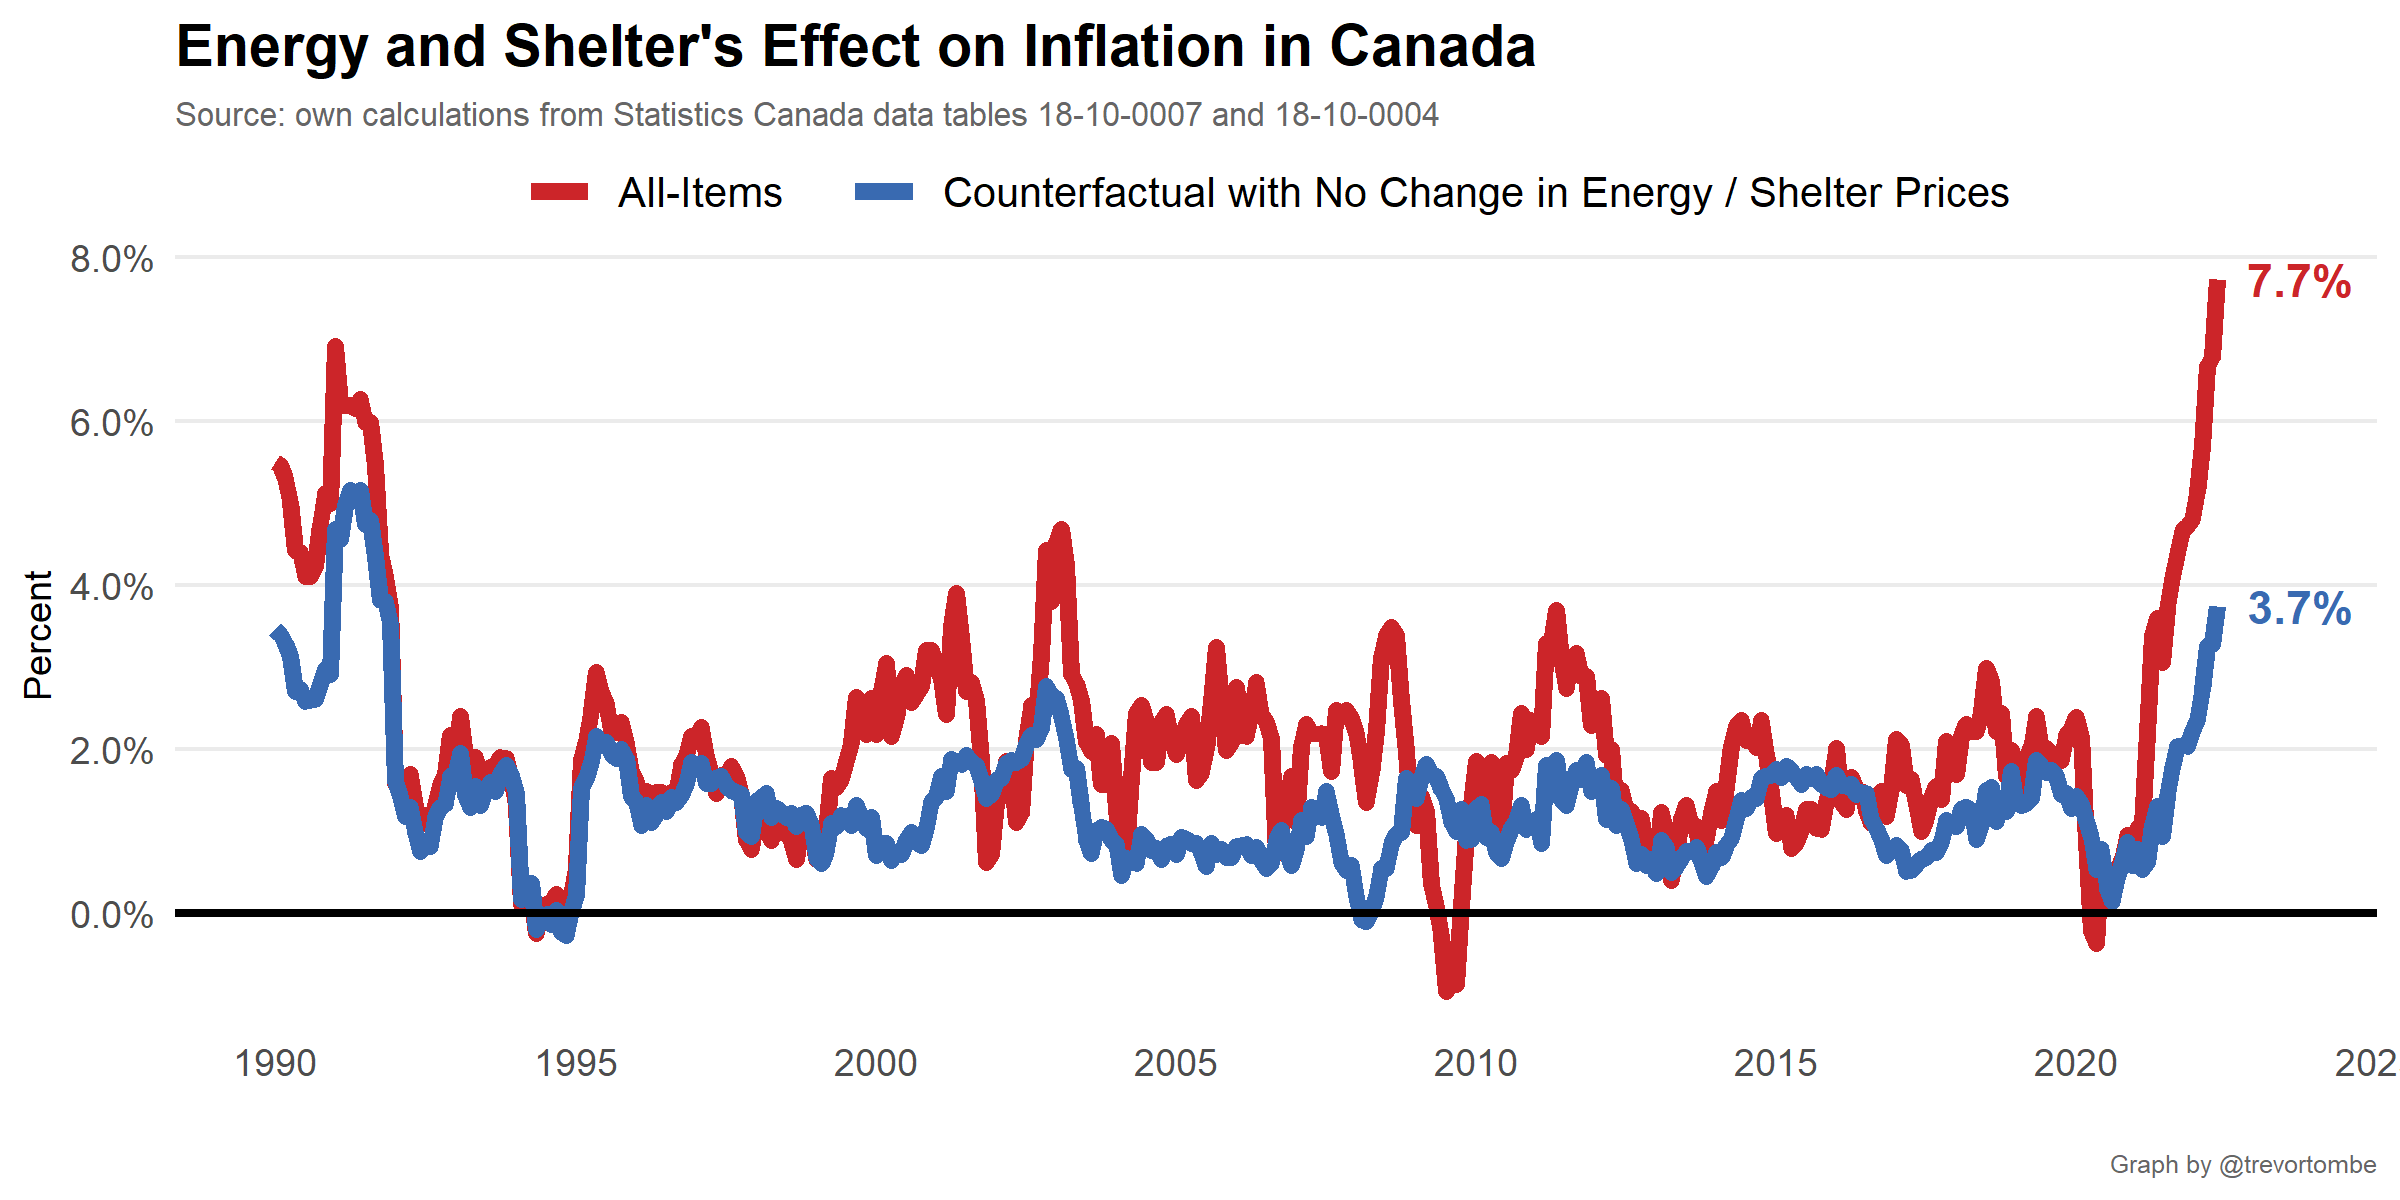 Energy and Shelter's Effect on Inflation in Canada
Source: own calculations from Statistics Canada data tables 18-10-0007 and 18-10-0004
All-Items
Counterfactual with No Change in Energy / Shelter Prices
8.0%
7.7%
6.0%
4.0%
3.7%
Percent
2.0%
0.0%
1990
1995
2000
2005
2010
2015
2020
202
Graph by @trevortombe